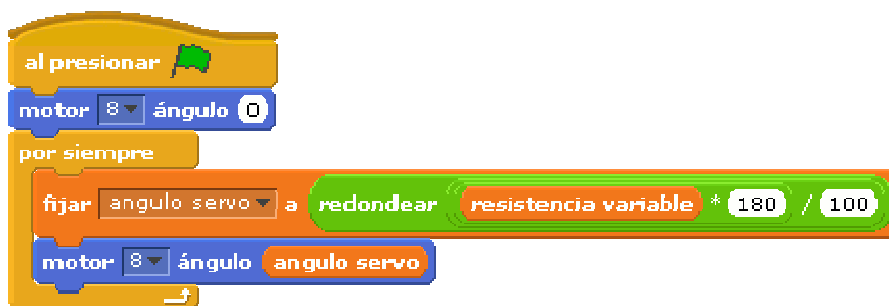 al presionar
motor 8 ángulo 0
por siempre
fijar angulo servo a redondear resistencia variable * 180 / 100
motor 8 ángulo angulo servo